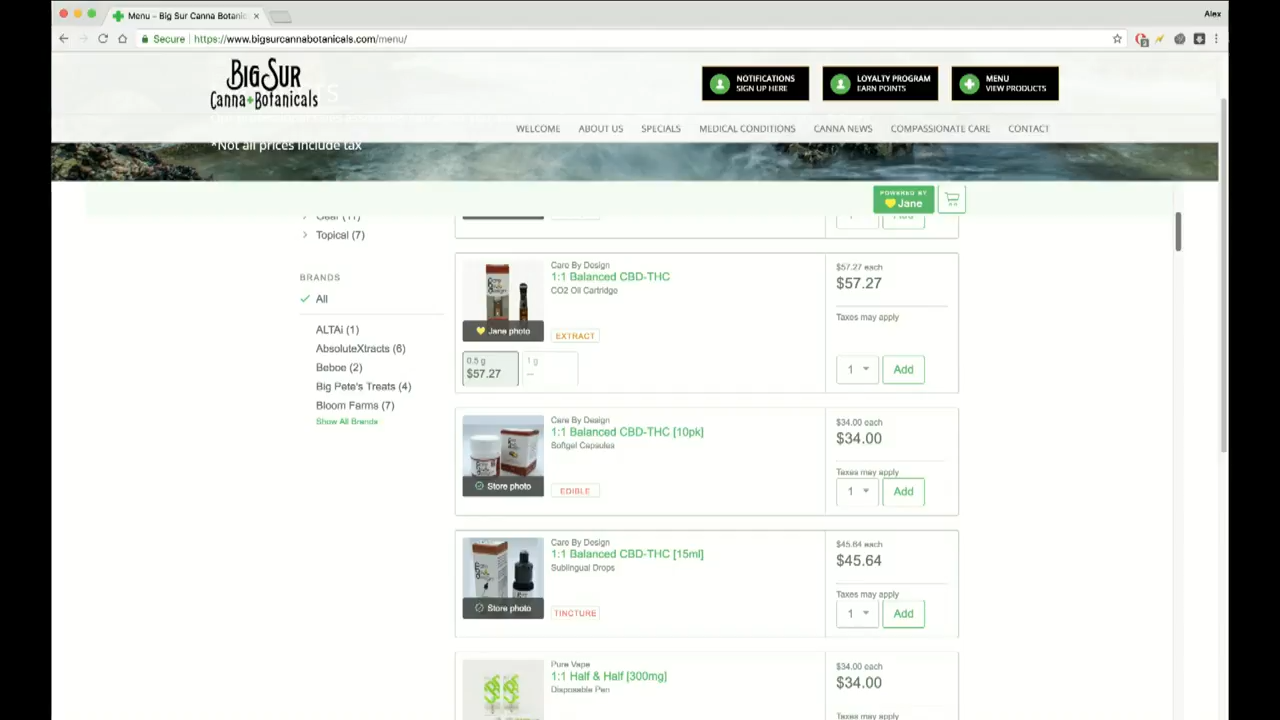 Menu – Big Sur Canna Botanic
Alex
Secure
https://www.bigsurcannabotanicals.com/menu/
BIG SUR
CANNA BOTANICALS
NOTIFICATIONS
SIGN UP HERE
LOYALTY PROGRAM
EARN POINTS
MENU
VIEW PRODUCTS
WELCOME
ABOUT US
SPECIALS
MEDICAL CONDITIONS
CANNA NEWS
COMPASSIONATE CARE
CONTACT
*Not all prices include tax
POWERED BY
Jane
Gear (11)
Topical (7)
BRANDS
All
ALTAi (1)
AbsoluteXtracts (6)
Beboe (2)
Big Pete's Treats (4)
Bloom Farms (7)
Show All Brands
1 Add
Care By Design
1:1 Balanced CBD-THC
CO2 Oil Cartridge
Jane photo
EXTRACT
0.5 g
$57.27
1 g
--
$57.27 each
$57.27
Taxes may apply
1 Add
Care By Design
1:1 Balanced CBD-THC [10pk]
Softgel Capsules
Store photo
EDIBLE
$34.00 each
$34.00
Taxes may apply
1 Add
Care By Design
1:1 Balanced CBD-THC [15ml]
Sublingual Drops
Store photo
TINCTURE
$45.64 each
$45.64
Taxes may apply
1 Add
Pure Vape
1:1 Half & Half [300mg]
Disposable Pen
$34.00 each
$34.00
Taxes may apply